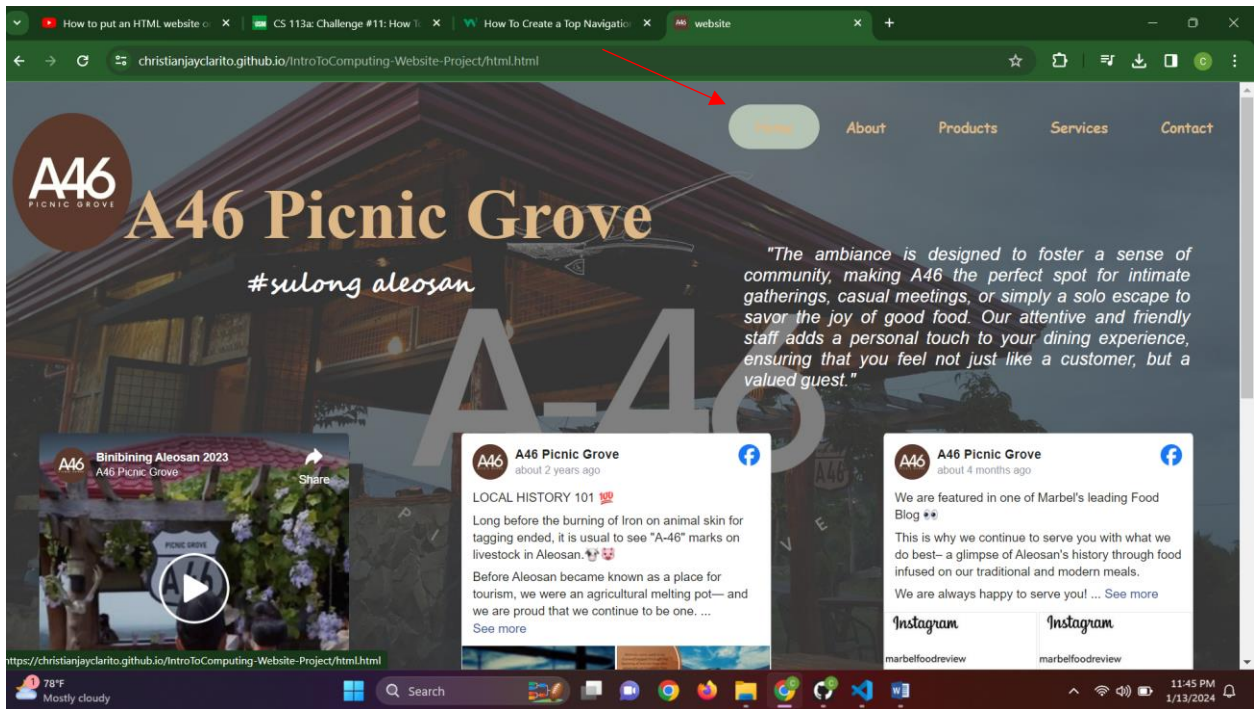 How to put an HTML website o
CS 113a: Challenge #11: How T
How To Create a Top Navigatio
website
christianjayclarito.github.io/IntroToComputing-Website-Project/html.html
Home
About
Products
Services
Contact
A46
PICNIC GROVE
A46 Picnic Grove
#sulong aleosan
"The ambiance is designed to foster a sense of
community, making A46 the perfect spot for intimate
gatherings, casual meetings, or simply a solo escape to
savor the joy of good food. Our attentive and friendly
staff adds a personal touch to your dining experience,
ensuring that you feel not just like a customer, but a
valued guest."
A-46
A46
Binibining Aleosan 2023
A46 Picnic Grove
Share
PICNIC GROVE
A46
A46
A46 Picnic Grove
about 2 years ago
LOCAL HISTORY 101 💯
Long before the burning of Iron on animal skin for
tagging ended, it is usual to see "A-46" marks on
livestock in Aleosan.🐄🐷
Before Aleosan became known as a place for
tourism, we were an agricultural melting pot— and
we are proud that we continue to be one. ...
See more
A46
A46 Picnic Grove
about 4 months ago
We are featured in one of Marbel's leading Food
Blog 👀
This is why we continue to serve you with what we
do best– a glimpse of Aleosan's history through food
infused on our traditional and modern meals.
We are always happy to serve you! ... See more
Instagram
Instagram
marbelfoodreview
marbelfoodreview
https://christianjayclarito.github.io/IntroToComputing-Website-Project/html.html
1
78°F
Mostly cloudy
Search
11:45 PM
1/13/2024